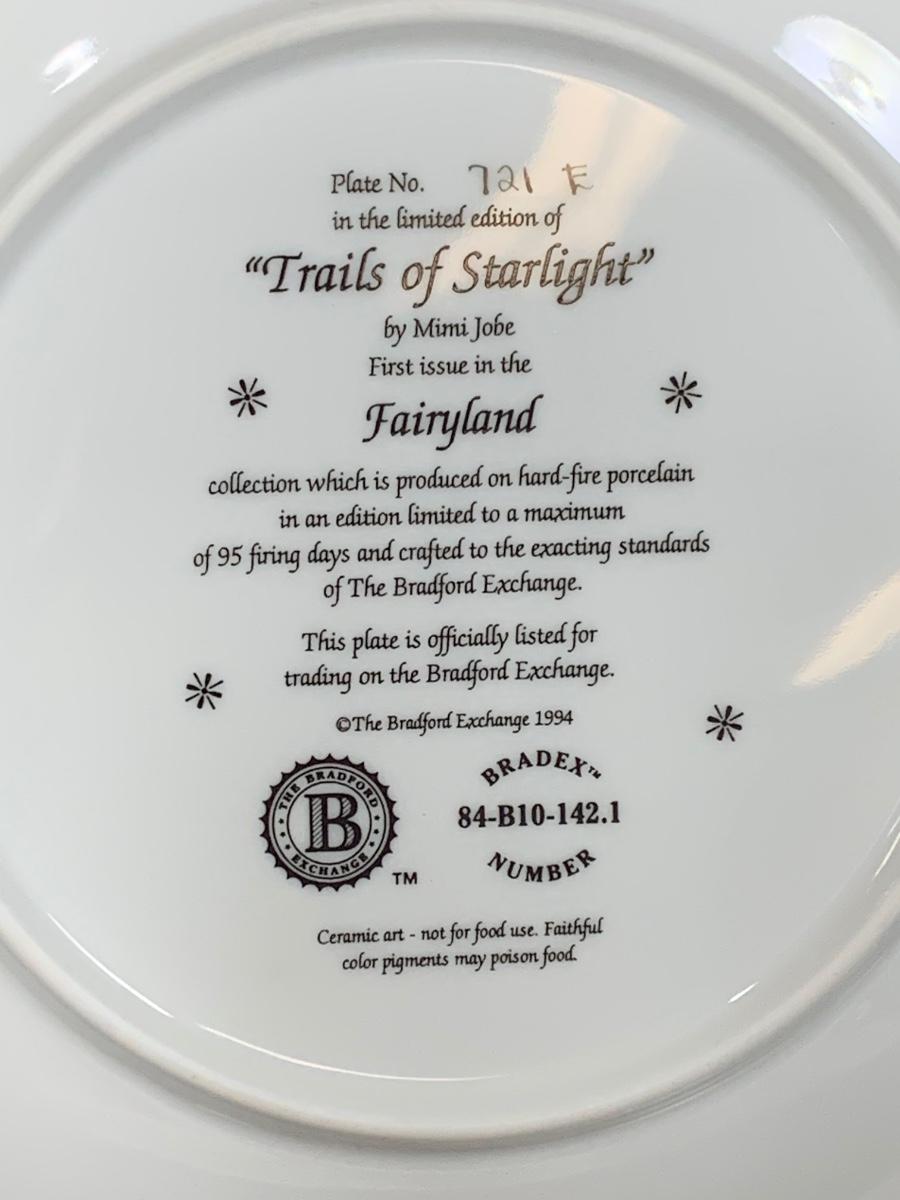 Plate No. 721 E
in the limited edition of
“Trails of Starlight”
by Mimi Jobe
First issue in the
Fairyland
collection which is produced on hard-fire porcelain
in an edition limited to a maximum
of 95 firing days and crafted to the exacting standards
of The Bradford Exchange.
This plate is officially listed for
trading on the Bradford Exchange.
©The Bradford Exchange 1994
THE BRADFORD
B
EXCHANGE
TM
BRADEX™
84-B10-142.1
NUMBER
Ceramic art - not for food use. Faithful
color pigments may poison food.